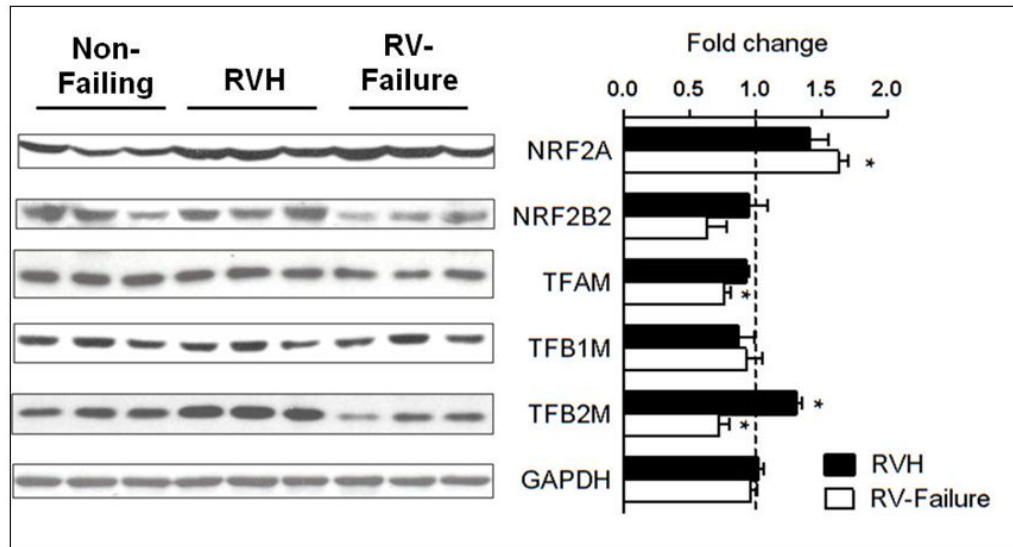 Non-
Failing
RVH
RV-
Failure
Fold change
0.0 0.5 1.0 1.5 2.0
NRF2A
*
NRF2B2
TFAM
*
TFB1M
TFB2M
*
*
GAPDH
RVH
RV-Failure